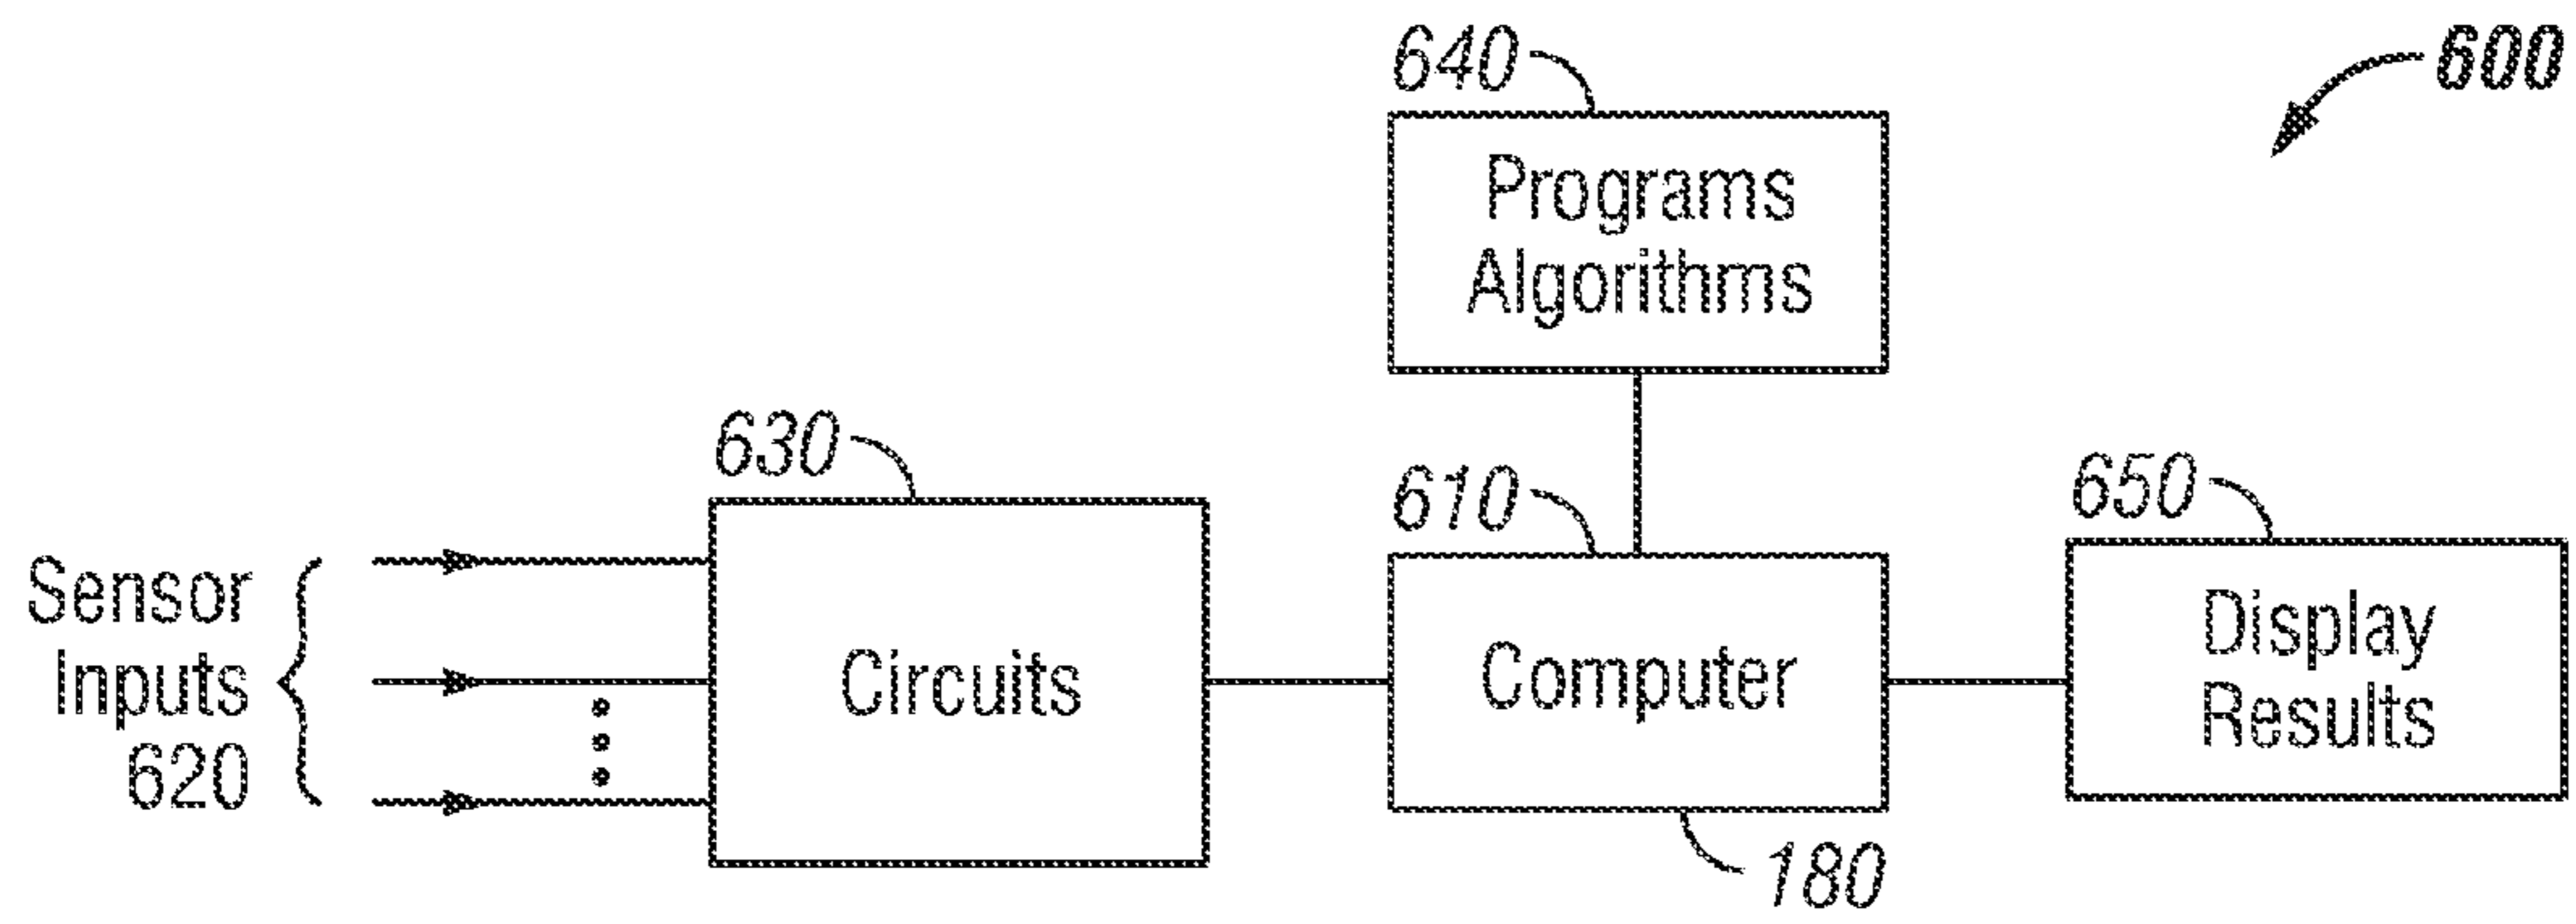 640
600
Programs
Algorithms
630
610
650
Sensor
Inputs
620
Circuits
Computer
Display
Results
180